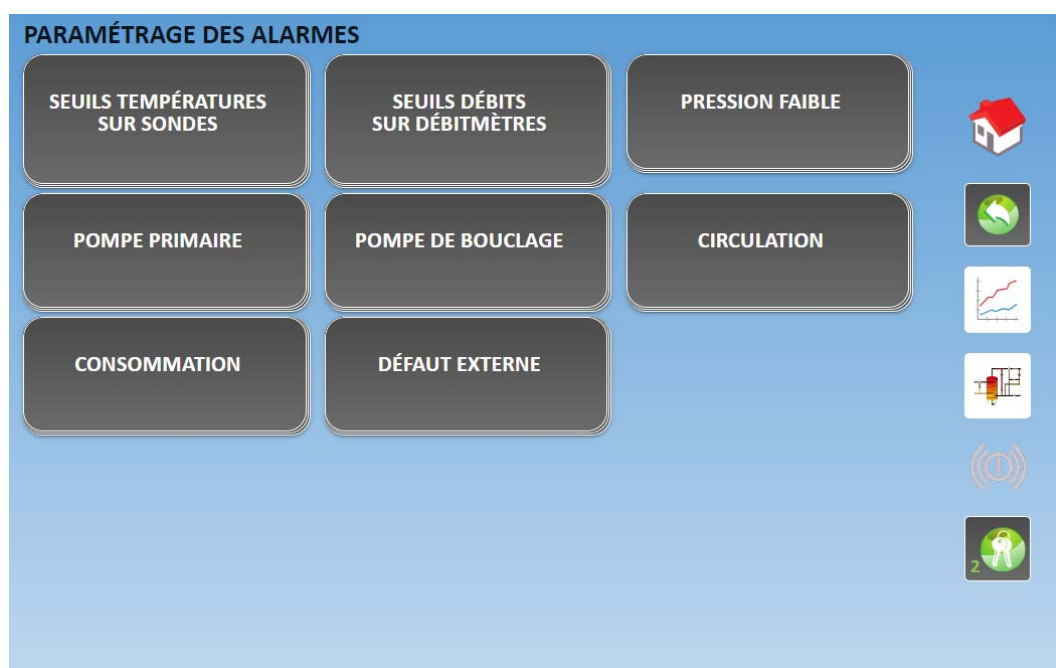 PARAMÉTRAGE DES ALARMES
SEUILS TEMPÉRATURES
SUR SONDES
SEUILS DÉBITS
SUR DÉBITMÈTRES
PRESSION FAIBLE
POMPE PRIMAIRE
POMPE DE BOUCLAGE
CIRCULATION
CONSOMMATION
DÉFAUT EXTERNE
2